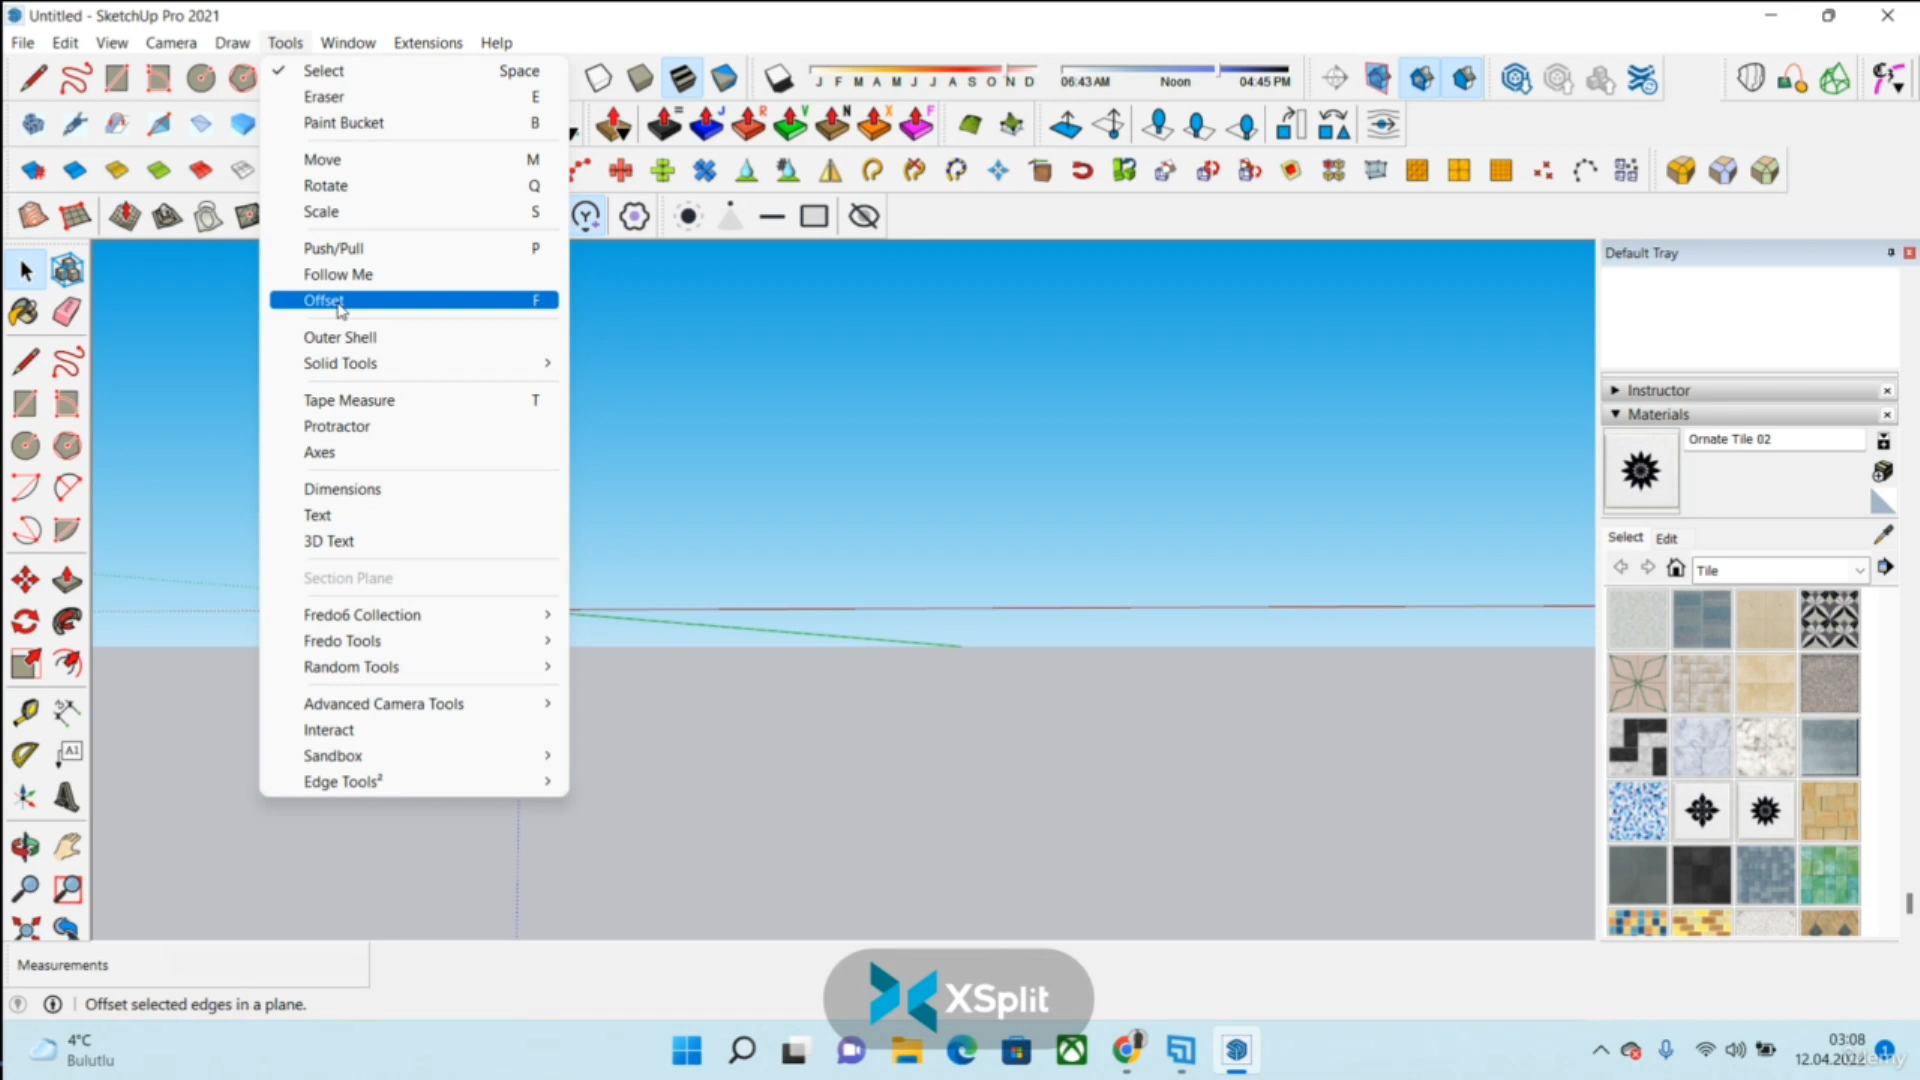 Untitled - SketchUp Pro 2021
File Edit View Camera Draw Tools Window Extensions Help
Select Space
Eraser E
Paint Bucket B
Move M
Rotate Q
Scale S
Push/Pull P
Follow Me
Offset F
Outer Shell
Solid Tools
Tape Measure T
Protractor
Axes
Dimensions
Text
3D Text
Section Plane
Fredo6 Collection
Fredo Tools
Random Tools
Advanced Camera Tools
Interact
Sandbox
Edge Tools²
J F M A M J J A S O N D
06:43 AM Noon 04:45 PM
= J R V N X F
A1
Default Tray
Instructor
Materials
Ornate Tile 02
Select Edit
Tile
Measurements
Offset selected edges in a plane.
XSplit
4°C
Bulutlu
03:08
12.04.2022
1